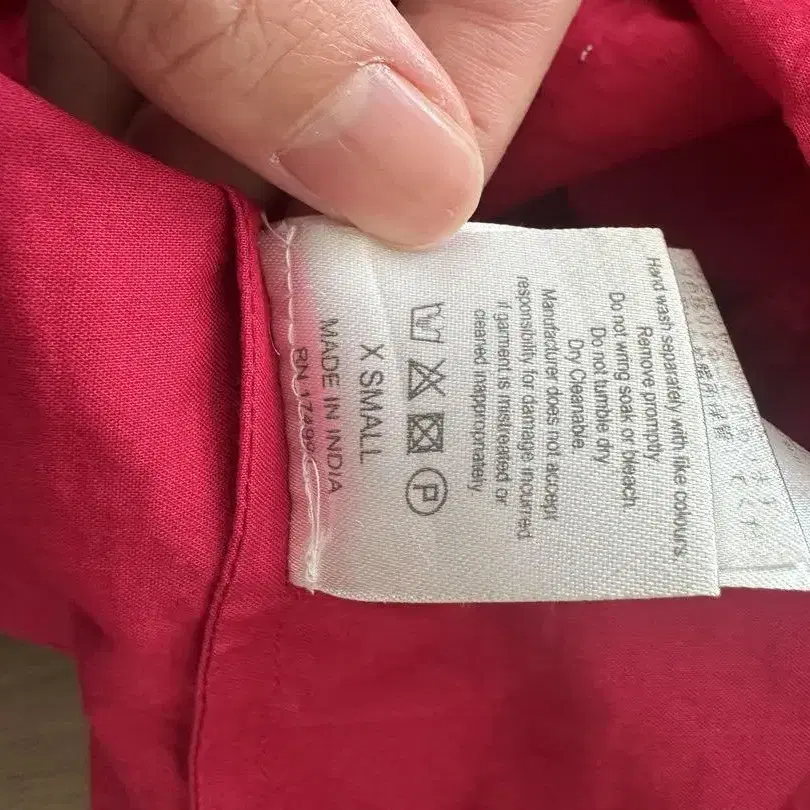 Hand wash separately with like colours.
Remove promptly.
Do not wring soak or bleach
Do not tumble dry
Dry Cleanable.
Manufacturer does not accept
responsibility for damage incurred
if garment is mistreated or
cleaned inappropriately
P
X SMALL
MADE IN INDIA
RN